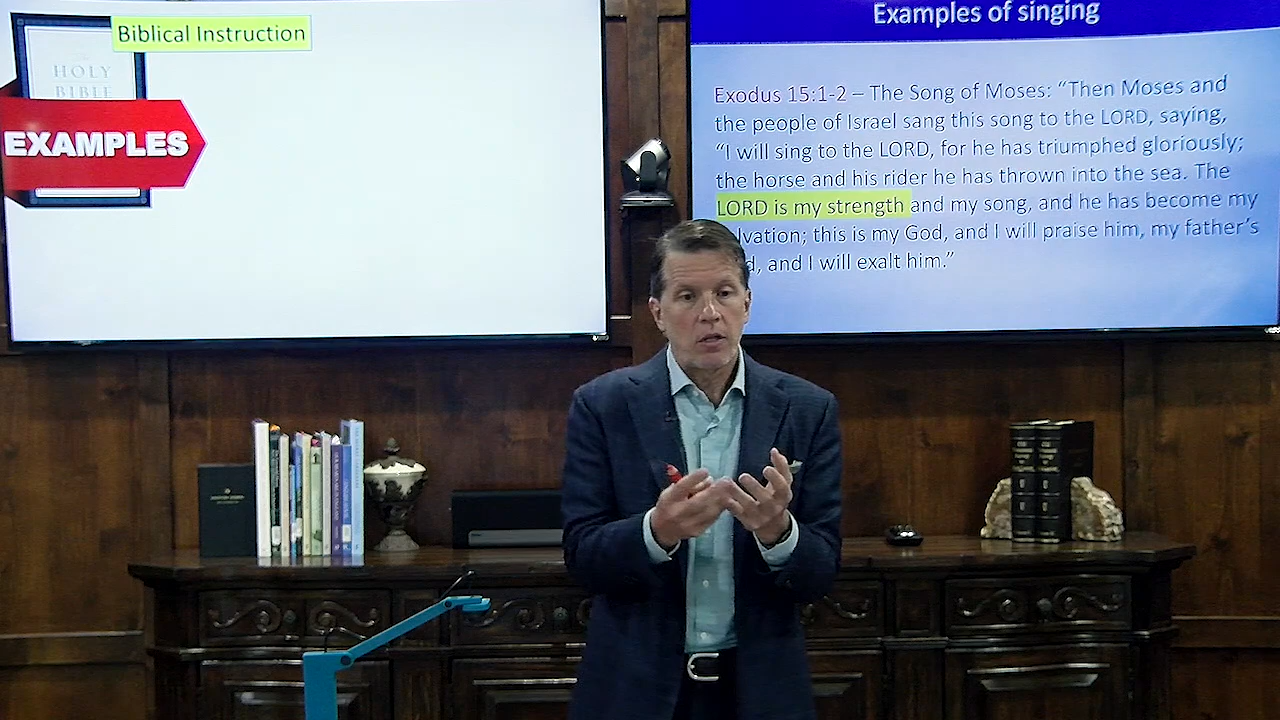 Biblical Instruction
HOLY
BIBLE
EXAMPLES
Examples of singing
Exodus 15:1-2 – The Song of Moses: “Then Moses and
the people of Israel sang this song to the LORD, saying,
“I will sing to the LORD, for he has triumphed gloriously;
the horse and his rider he has thrown into the sea. The
LORD is my strength and my song, and he has become my
lvation; this is my God, and I will praise him, my father’s
d, and I will exalt him.”